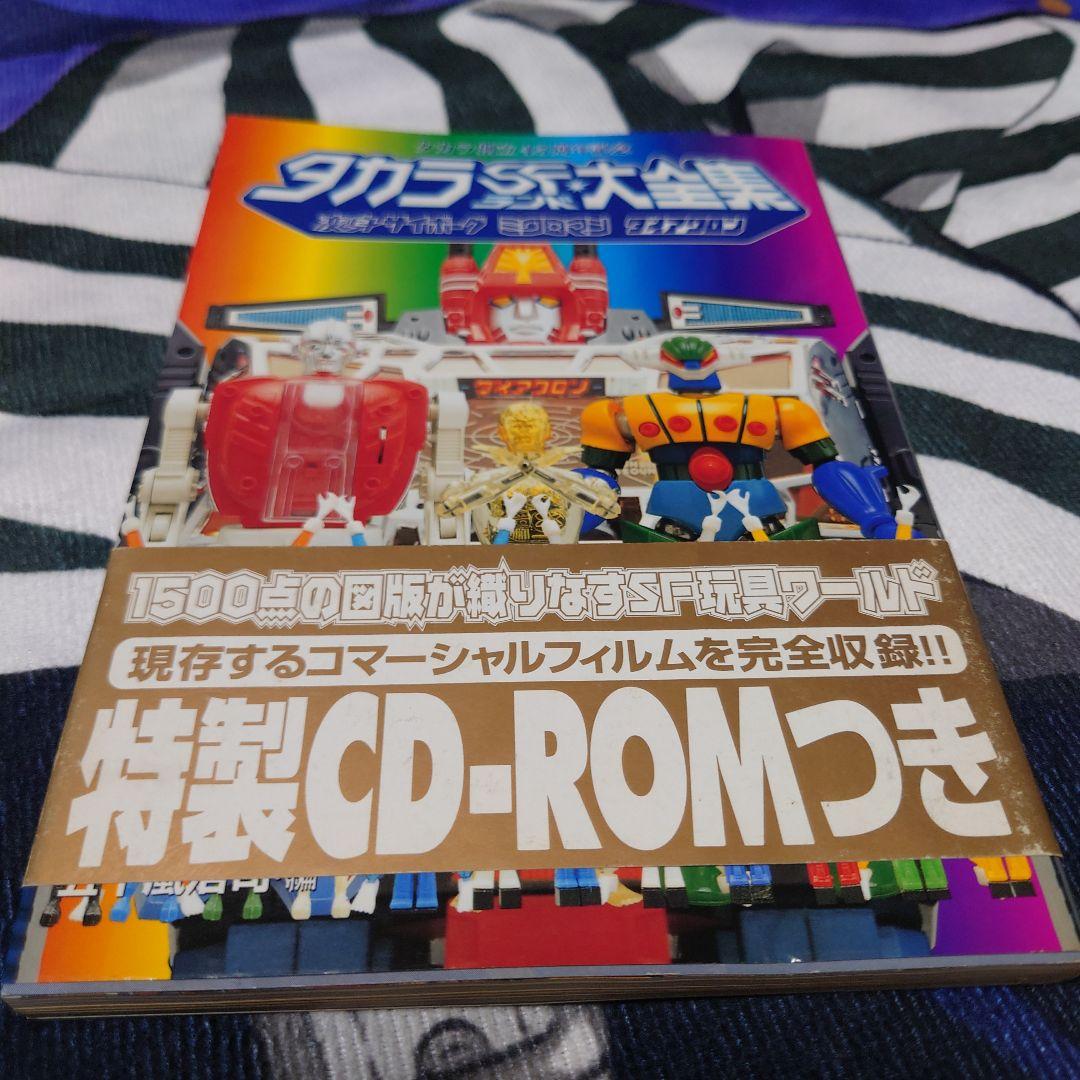 タカラSFランド★大全集
変身サイボーグ ミクロマン ダイアクロン
ダイアクロン
1500点の図版が織りなすSF玩具ワールド
現存するコマーシャルフィルムを完全収録!!
特製CD-ROMつき
編